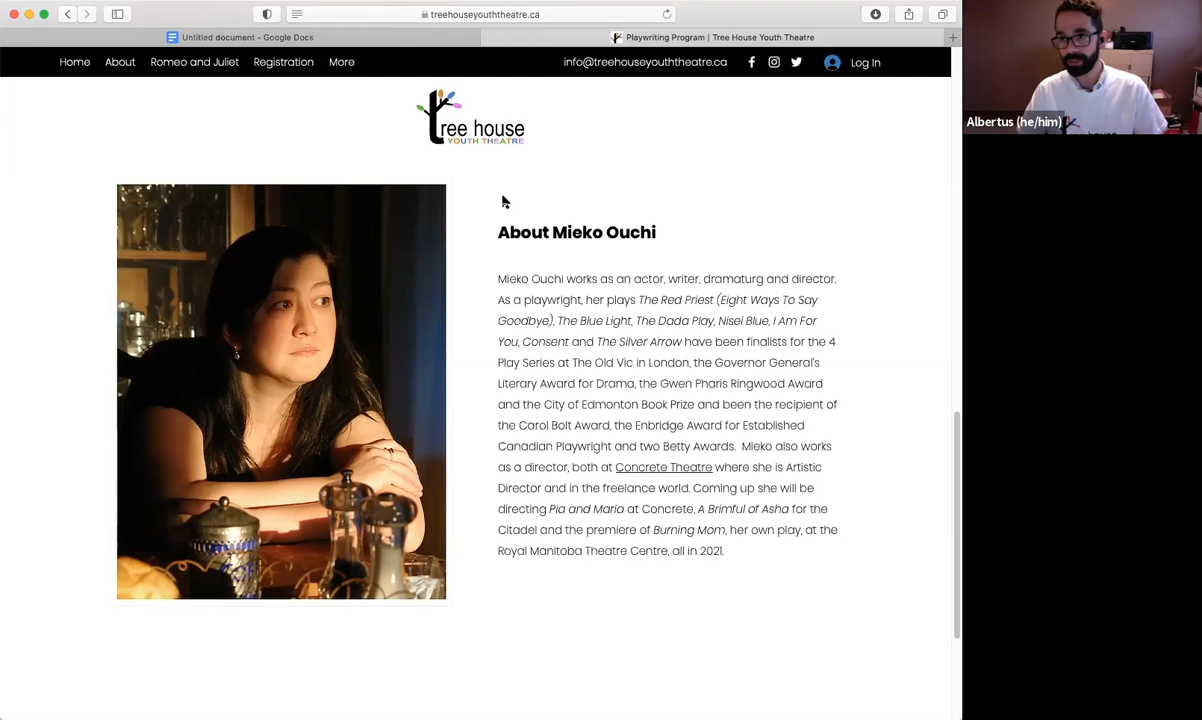 treehouseyouththeatre.ca
Untitled document - Google Docs
Playwriting Program | Tree House Youth Theatre
Home About Romeo and Juliet Registration More info@treehouseyouththeatre.ca Log In
tree house
YOUTH THEATRE
About Mieko Ouchi
Mieko Ouchi works as an actor, writer, dramaturg and director.
As a playwright, her plays The Red Priest (Eight Ways To Say
Goodbye), The Blue Light, The Dada Play, Nisei Blue, I Am For
You, Consent and The Silver Arrow have been finalists for the 4
Play Series at The Old Vic in London, the Governor General's
Literary Award for Drama, the Gwen Pharis Ringwood Award
and the City of Edmonton Book Prize and been the recipient of
the Carol Bolt Award, the Enbridge Award for Established
Canadian Playwright and two Betty Awards.  Mieko also works
as a director, both at Concrete Theatre where she is Artistic
Director and in the freelance world. Coming up she will be
directing Pia and Maria at Concrete, A Brimful of Asha for the
Citadel and the premiere of Burning Mom, her own play, at the
Royal Manitoba Theatre Centre, all in 2021.
Albertus (he/him)